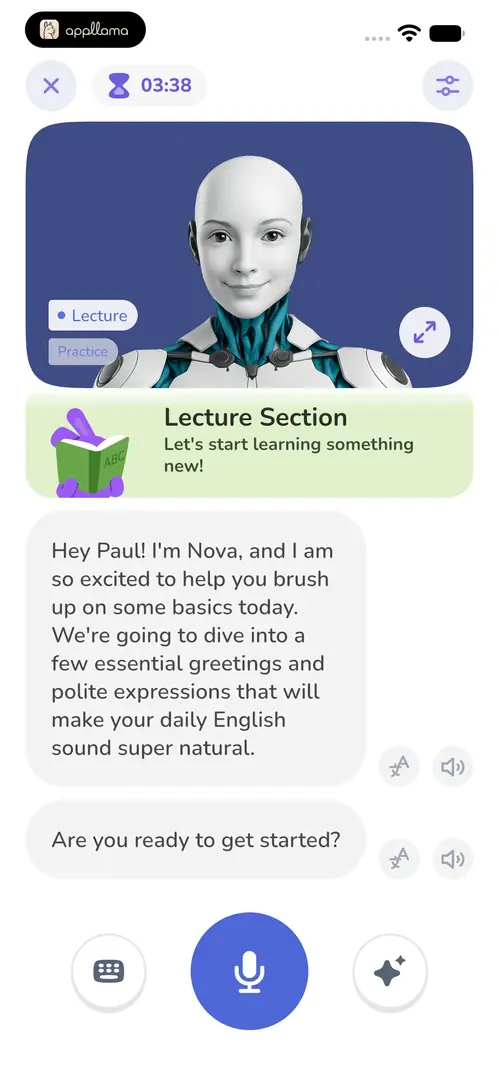 appllama
03:38
Lecture
Practice
Lecture Section
Let's start learning something
new!
ABC
Hey Paul! I'm Nova, and I am
so excited to help you brush
up on some basics today.
We're going to dive into a
few essential greetings and
polite expressions that will
make your daily English
sound super natural.
Are you ready to get started?